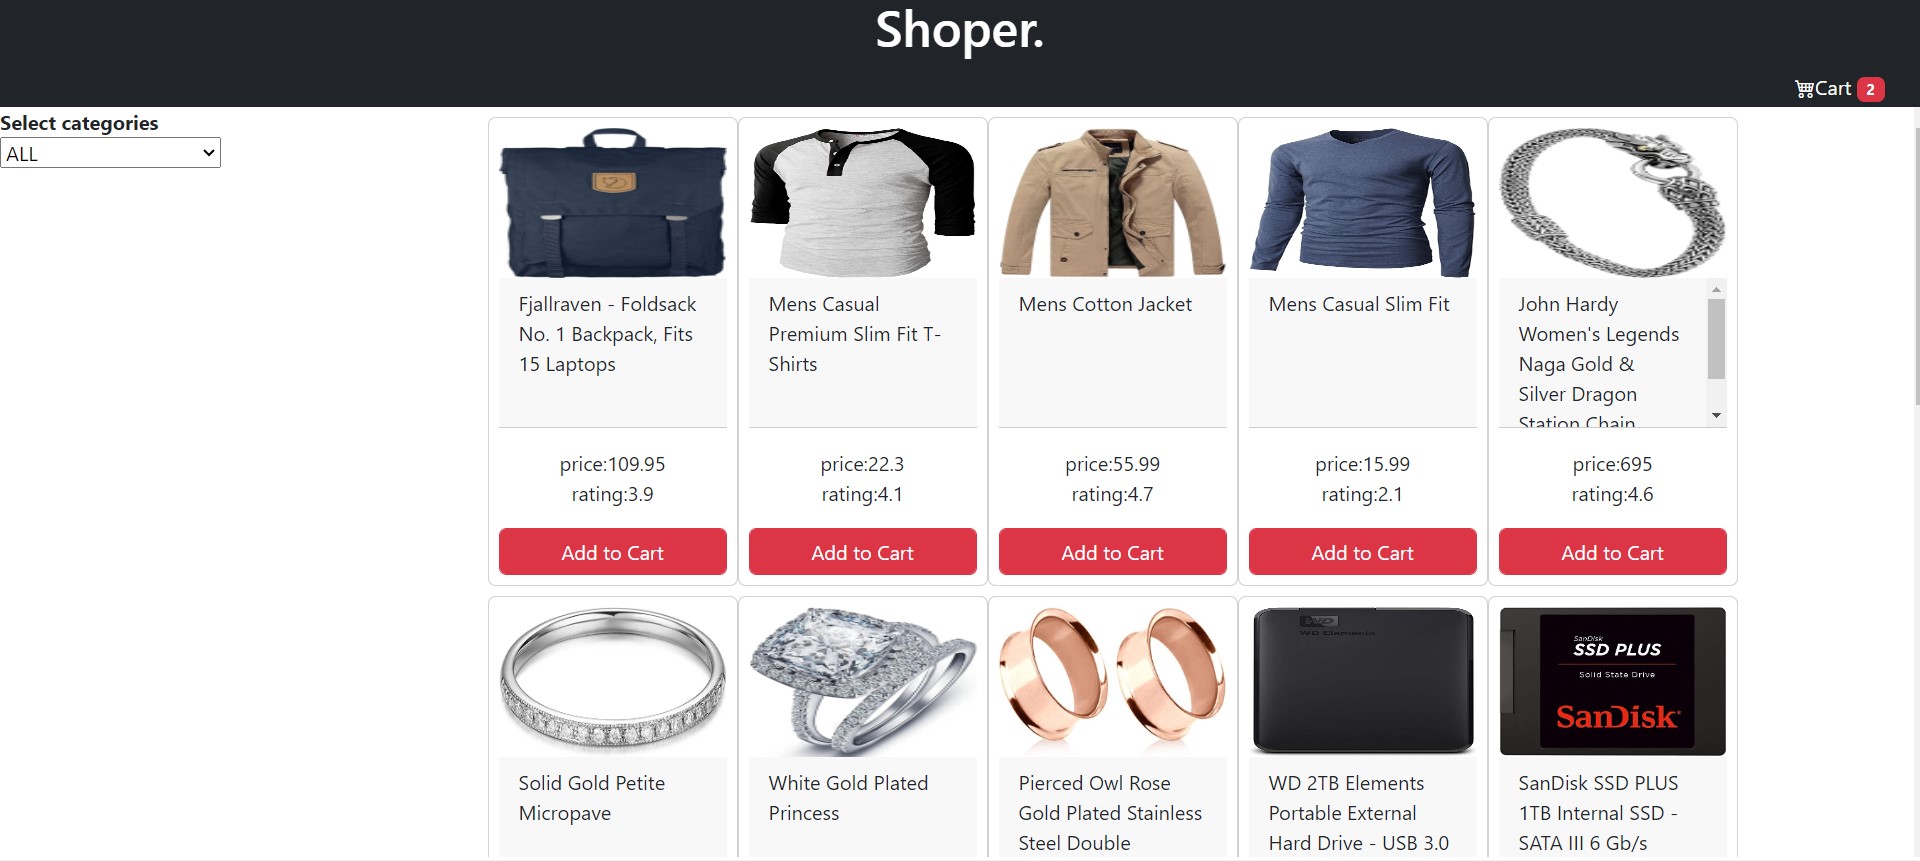 Shoper.
Cart 2
Select categories
ALL
Fjallraven - Foldsack
No. 1 Backpack, Fits
15 Laptops
price:109.95
rating:3.9
Add to Cart
Mens Casual
Premium Slim Fit T-
Shirts
price:22.3
rating:4.1
Add to Cart
Mens Cotton Jacket
price:55.99
rating:4.7
Add to Cart
Mens Casual Slim Fit
price:15.99
rating:2.1
Add to Cart
John Hardy
Women's Legends
Naga Gold &
Silver Dragon
Station Chain
price:695
rating:4.6
Add to Cart
Solid Gold Petite
Micropave
White Gold Plated
Princess
Pierced Owl Rose
Gold Plated Stainless
Steel Double
WD
WD Elements
WD 2TB Elements
Portable External
Hard Drive - USB 3.0
SanDisk
SSD PLUS
Solid State Drive
SanDisk
SanDisk SSD PLUS
1TB Internal SSD -
SATA III 6 Gb/s